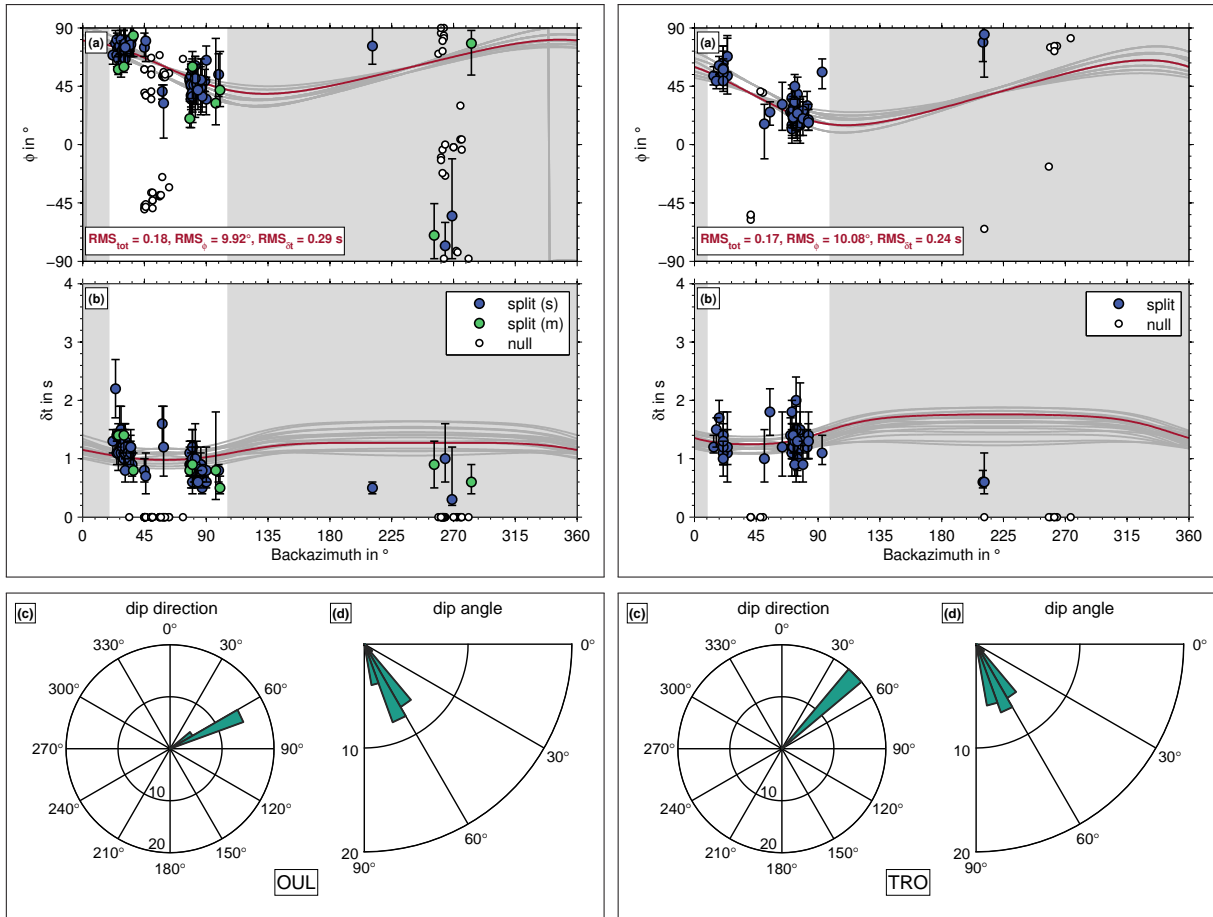 (a)
90
45
0
−45
−90
ϕ in °
RMS_tot = 0.18, RMS_ϕ = 9.92°, RMS_δt = 0.29 s
(b)
4
3
2
1
0
δt in s
split (s)
split (m)
null
0 45 90 135 180 225 270 315 360
Backazimuth in °
(a)
90
45
0
−45
−90
ϕ in °
RMS_tot = 0.17, RMS_ϕ = 10.08°, RMS_δt = 0.24 s
(b)
4
3
2
1
0
δt in s
split
null
0 45 90 135 180 225 270 315 360
Backazimuth in °
(c)
dip direction
0°
30°
60°
90°
120°
150°
180°
210°
240°
270°
300°
330°
10
20
(d)
dip angle
0°
30°
60°
90°
10
20
OUL
(c)
dip direction
0°
30°
60°
90°
120°
150°
180°
210°
240°
270°
300°
330°
10
20
(d)
dip angle
0°
30°
60°
90°
10
20
TRO